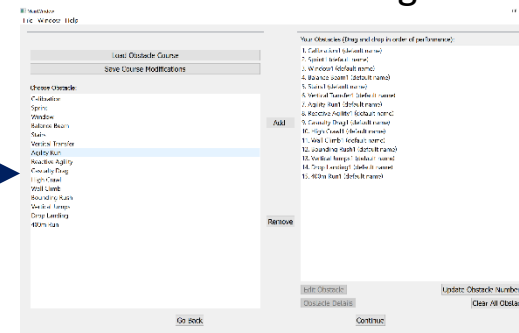 MainWindow
File Window Help
Load Obstacle Course
Save Course Modifications
Choose Obstacle:
Calibration
Sprint
Window
Balance Beam
Stairs
Vertical Transfer
Agility Run
Reactive Agility
Casualty Drag
High Crawl
Wall Climb
Bounding Rush
Vertical Jumps
Drop Landing
400m Run
Go Back
Add
Remove
Your Obstacles (Drag and drop in order of performance):
1. Calibration1 (default name)
2. Sprint1 (default name)
3. Window1 (default name)
4. Balance Beam1 (default name)
5. Stairs1 (default name)
6. Vertical Transfer1 (default name)
7. Agility Run1 (default name)
8. Reactive Agility1 (default name)
9. Casualty Drag1 (default name)
10. High Crawl1 (default name)
11. Wall Climb1 (default name)
12. Bounding Rush1 (default name)
13. Vertical Jumps1 (default name)
14. Drop Landing1 (default name)
15. 400m Run1 (default name)
Edit Obstacle
Update Obstacle Number
Obstacle Details
Clear All Obsta
Continue